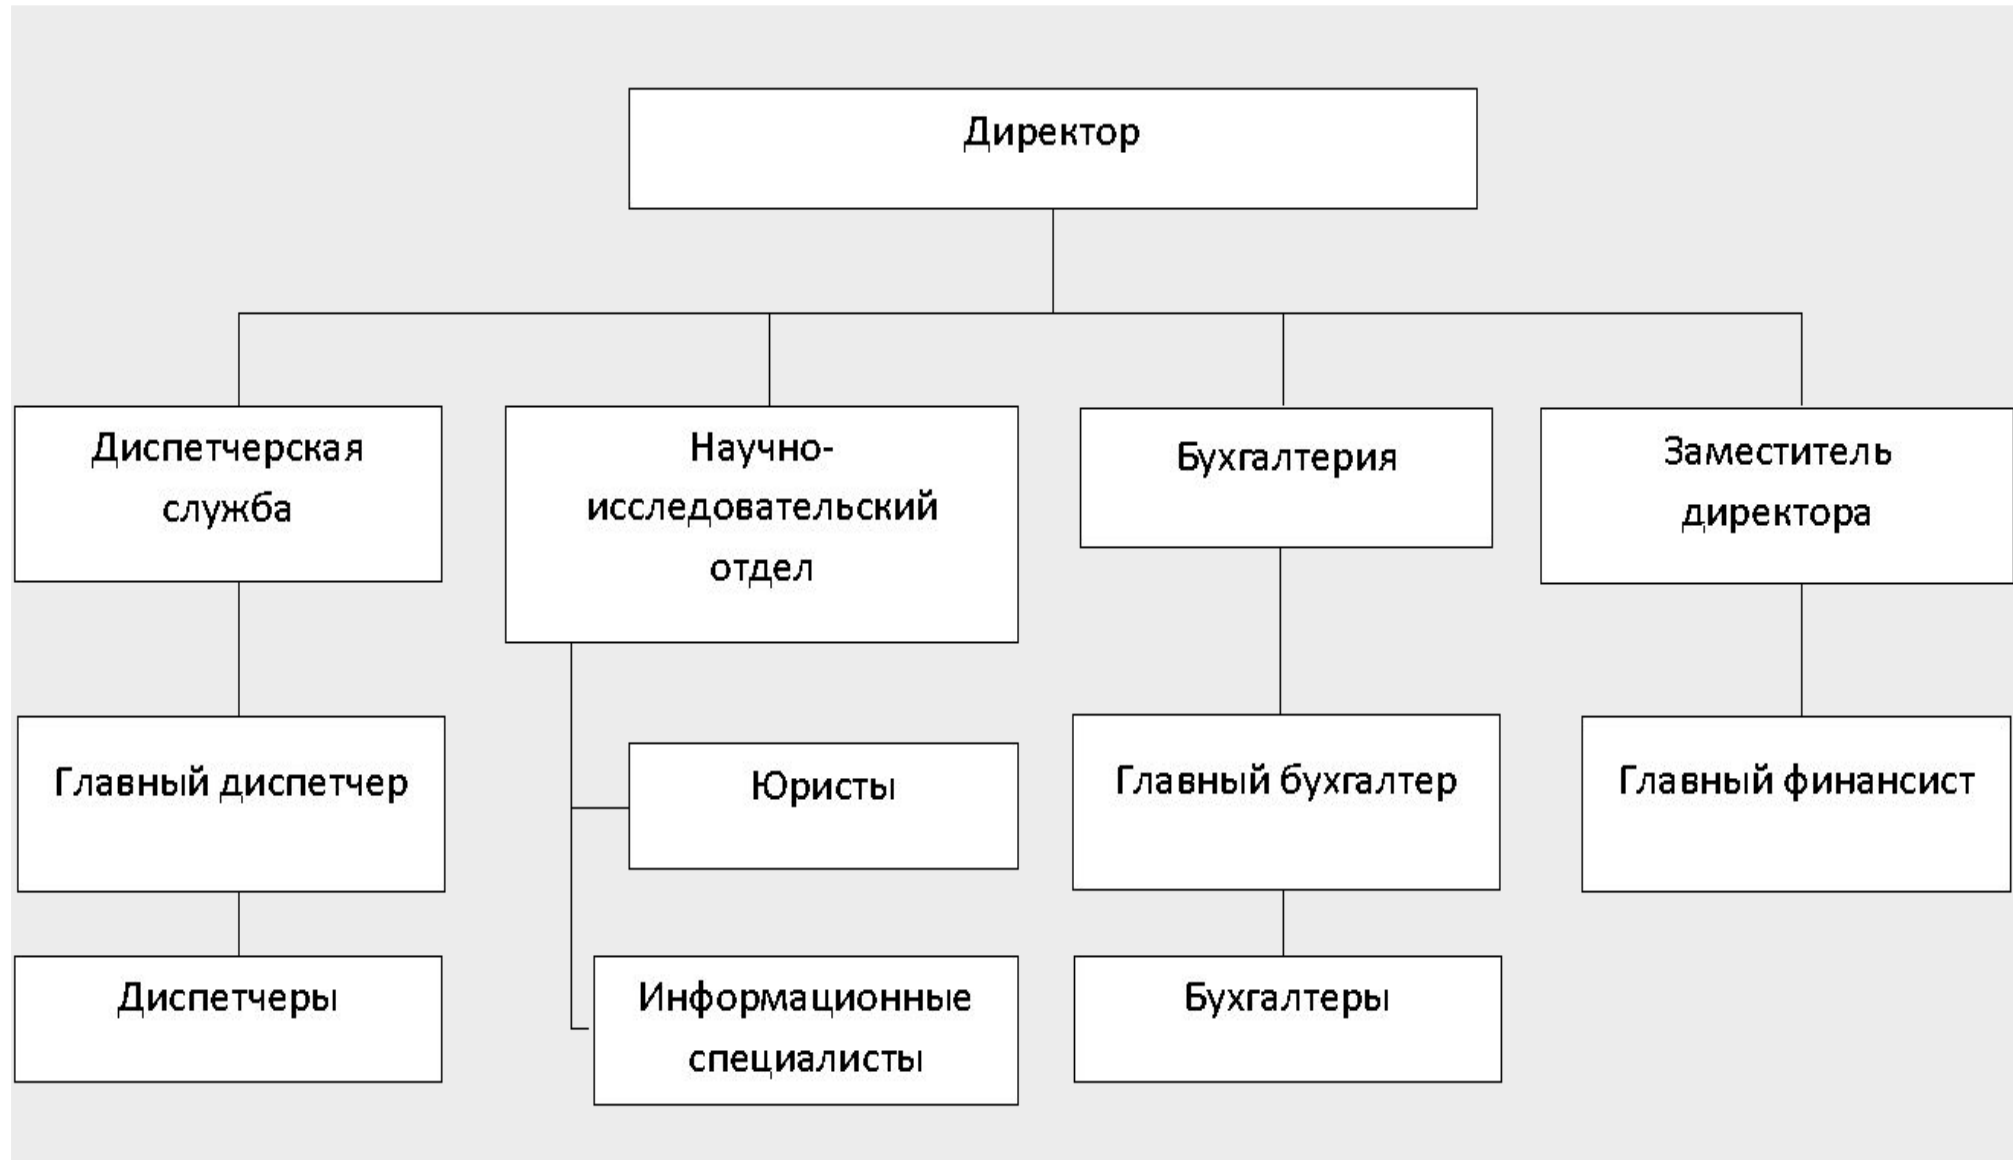 Директор
Диспетчерская
служба
Научно-
исследовательский
отдел
Бухгалтерия
Заместитель
директора
Главный диспетчер
Юристы
Главный бухгалтер
Главный финансист
Диспетчеры
Информационные
специалисты
Бухгалтеры